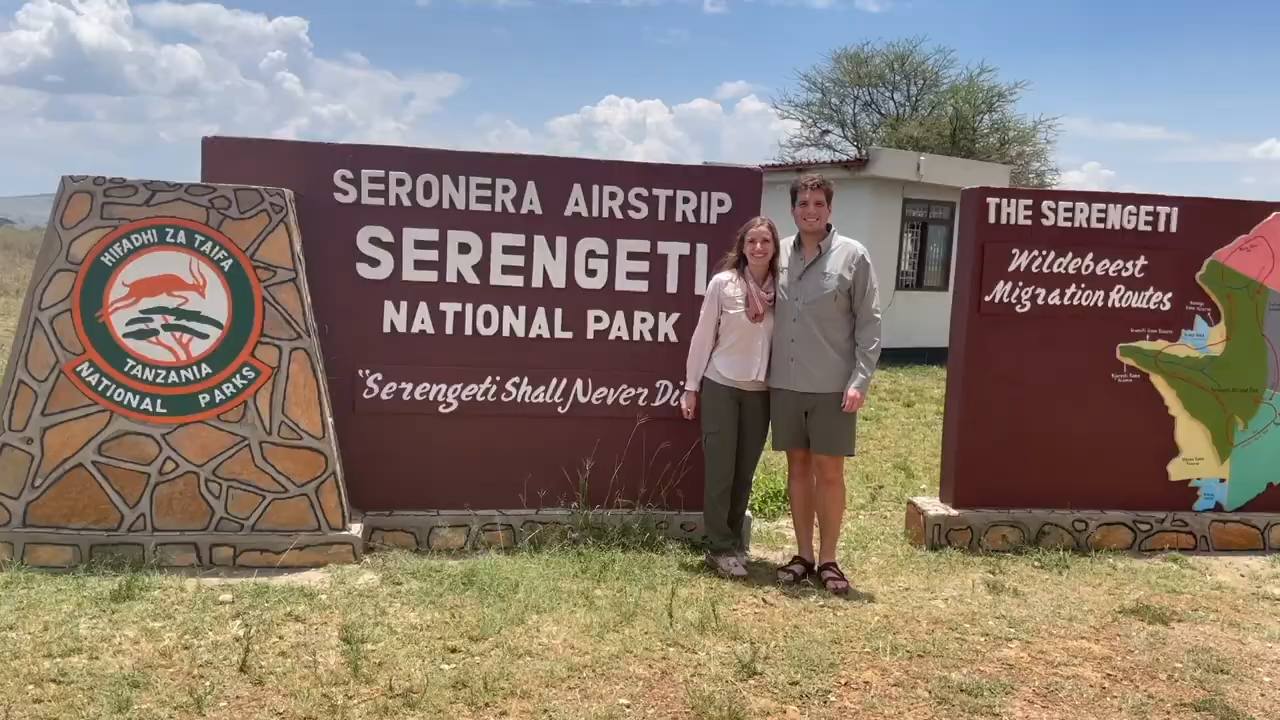 HIFADHI ZA TAIFA
TANZANIA
NATIONAL PARKS
SERONERA AIRSTRIP
SERENGETI
NATIONAL PARK
"Serengeti Shall Never Di
THE SERENGETI
Wildebeest
Migration Routes